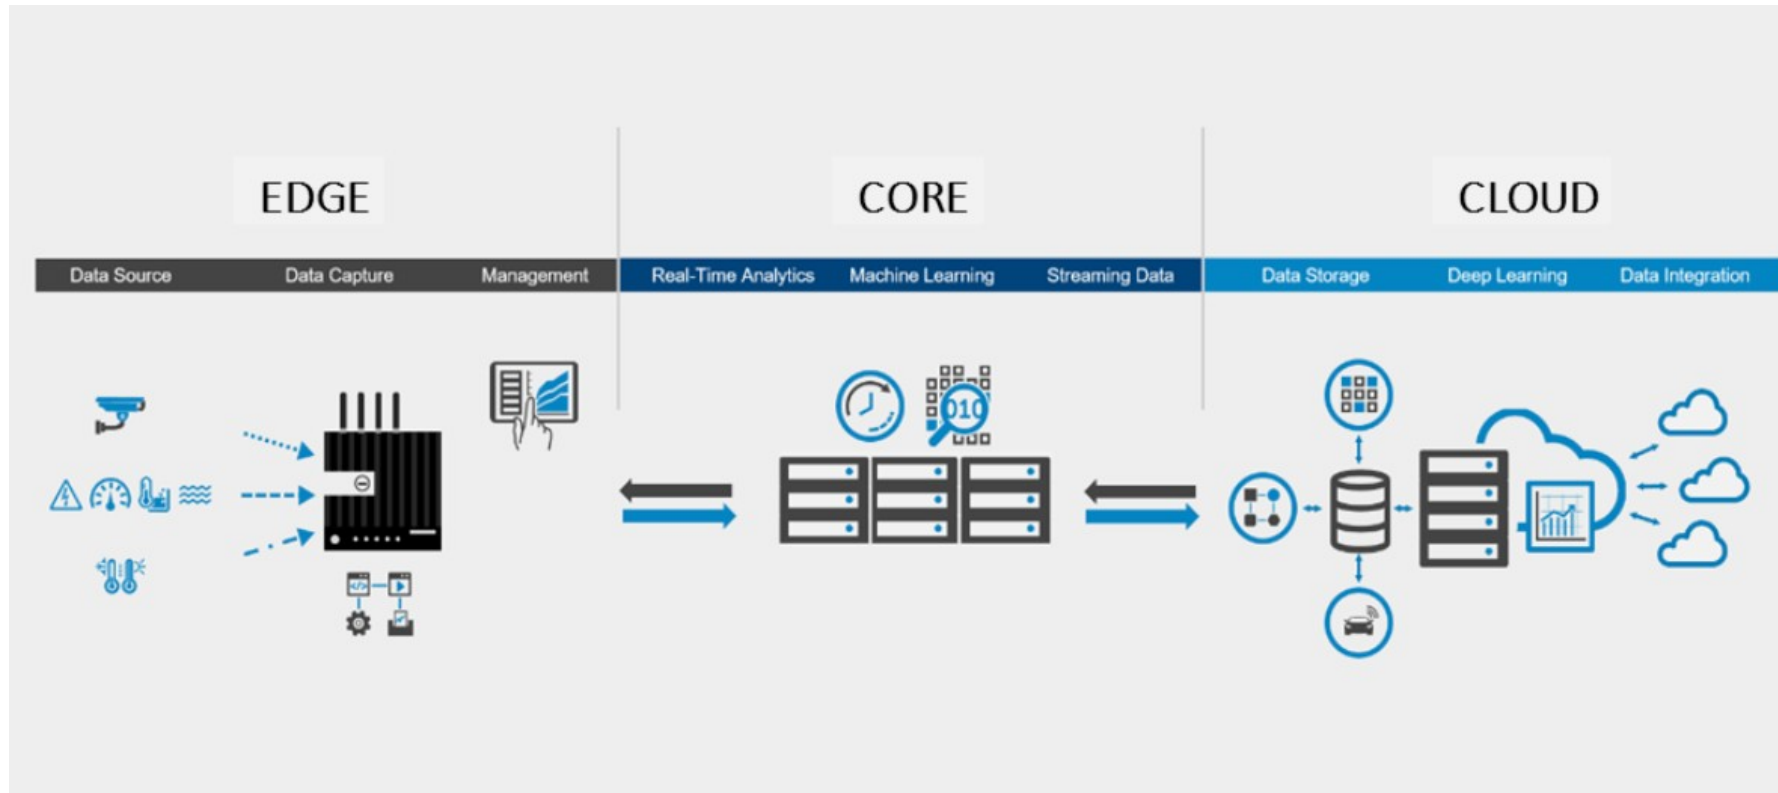 EDGE
CORE
CLOUD
Data Source
Data Capture
Management
Real-Time Analytics
Machine Learning
Streaming Data
Data Storage
Deep Learning
Data Integration
010
</>